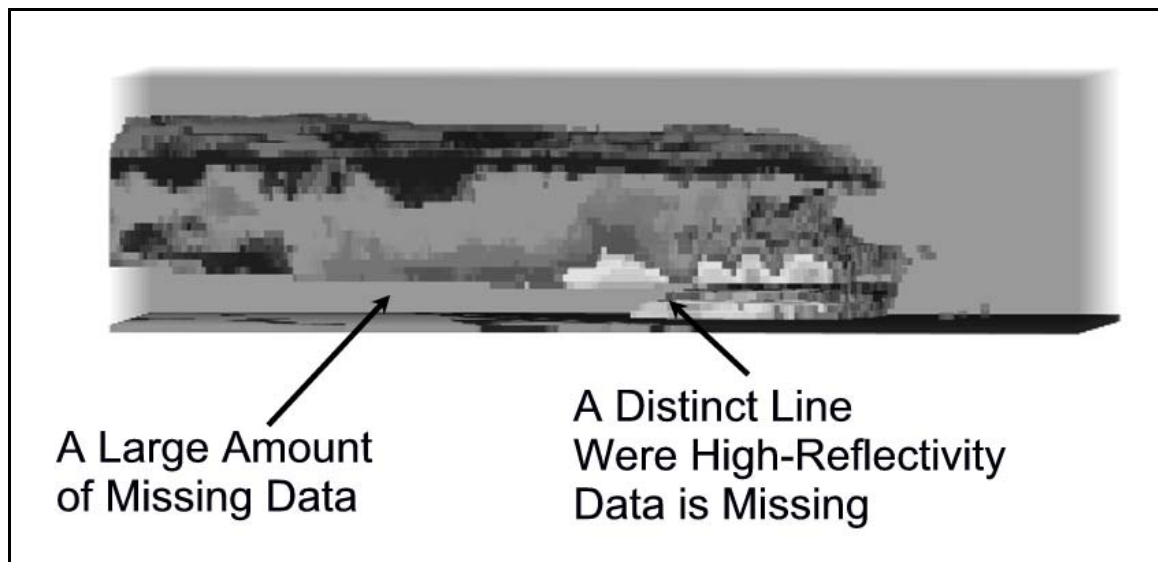 A Large Amount
of Missing Data
A Distinct Line
Were High-Reflectivity
Data is Missing